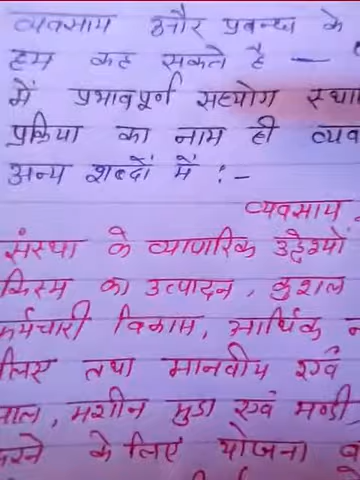 व्यवसाय और प्रबन्ध के
हम कह सकते है —
में प्रभावपूर्ण सहयोग स्था
प्रक्रिया का नाम ही व्यव
अन्य शब्दों में :-
व्यवसाय
संस्था के व्यापारिक उद्देश्यों
किस्म का उत्पादन, कुशल
कर्मचारी विकास, आर्थिक
लिए तथा मानवीय एवं
माल, मशीन मुद्रा एवं मण्डी
करने के लिए योजना